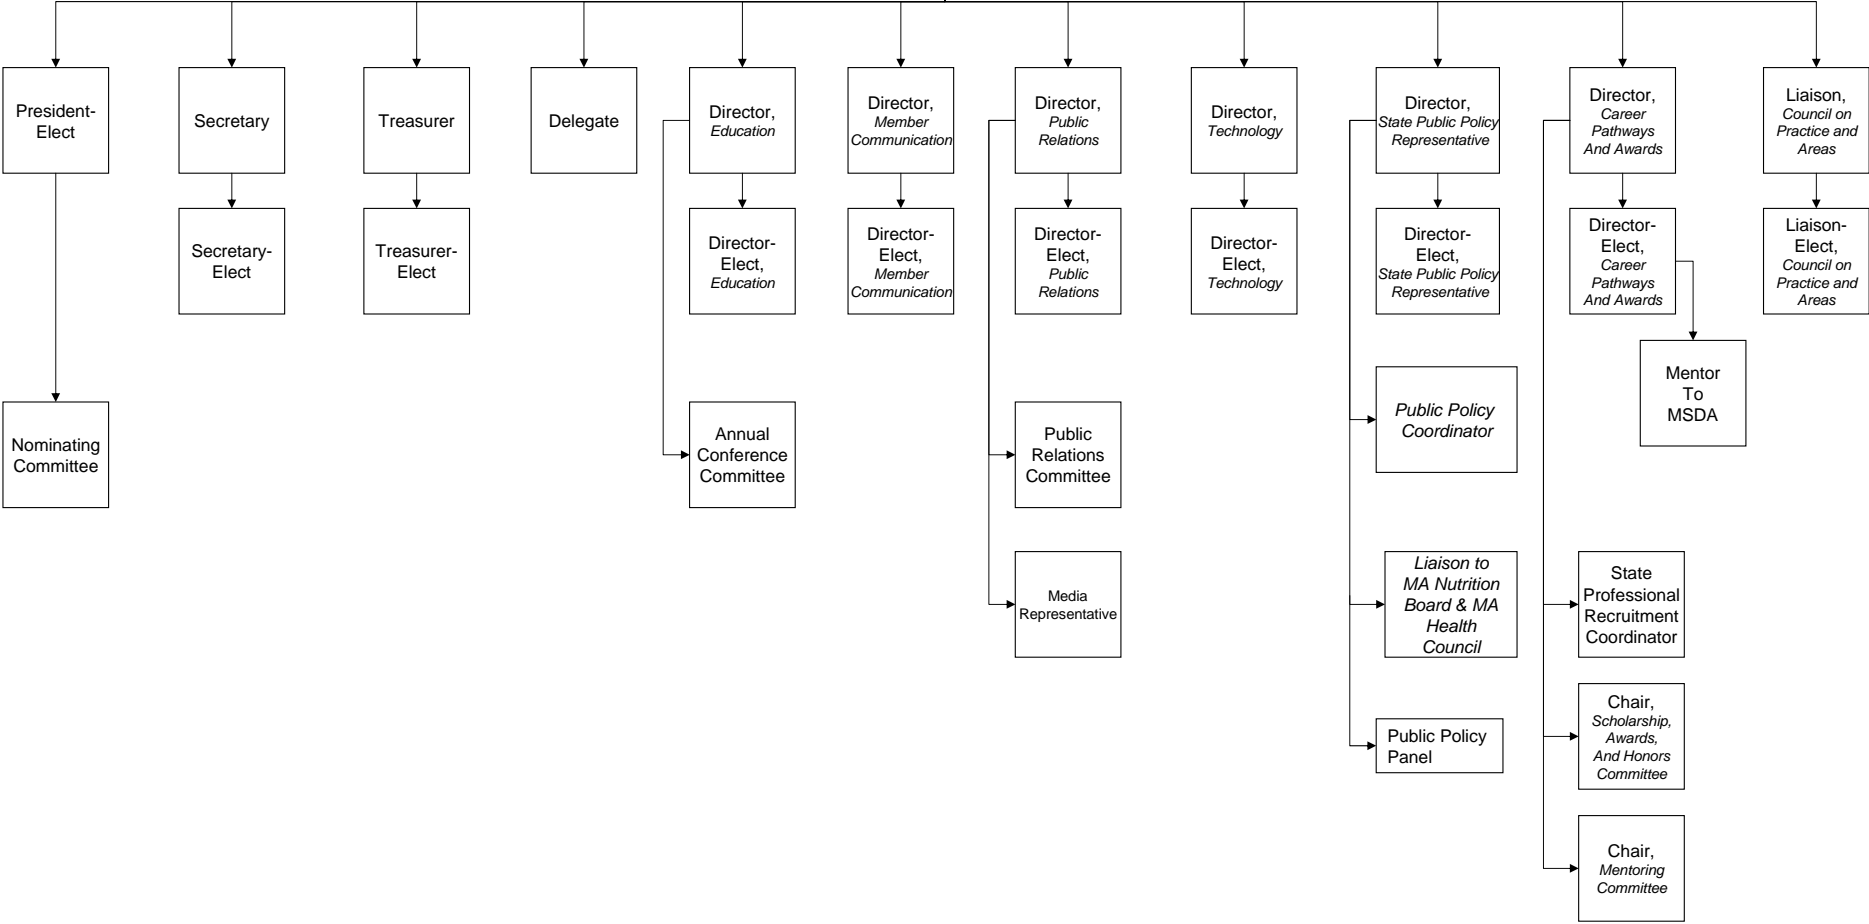 President-
Elect
Secretary
Treasurer
Delegate
Director,
Education
Director,
Member
Communication
Director,
Public
Relations
Director,
Technology
Director,
State Public Policy
Representative
Director,
Career
Pathways
And Awards
Liaison,
Council on
Practice and
Areas
Secretary-
Elect
Treasurer-
Elect
Director-
Elect,
Education
Director-
Elect,
Member
Communication
Director-
Elect,
Public
Relations
Director-
Elect,
Technology
Director-
Elect,
State Public Policy
Representative
Director-
Elect,
Career
Pathways
And Awards
Liaison-
Elect,
Council on
Practice and
Areas
Mentor
To
MSDA
Nominating
Committee
Annual
Conference
Committee
Public
Relations
Committee
Public Policy
Coordinator
Media
Representative
Liaison to
MA Nutrition
Board & MA
Health
Council
State
Professional
Recruitment
Coordinator
Public Policy
Panel
Chair,
Scholarship,
Awards,
And Honors
Committee
Chair,
Mentoring
Committee